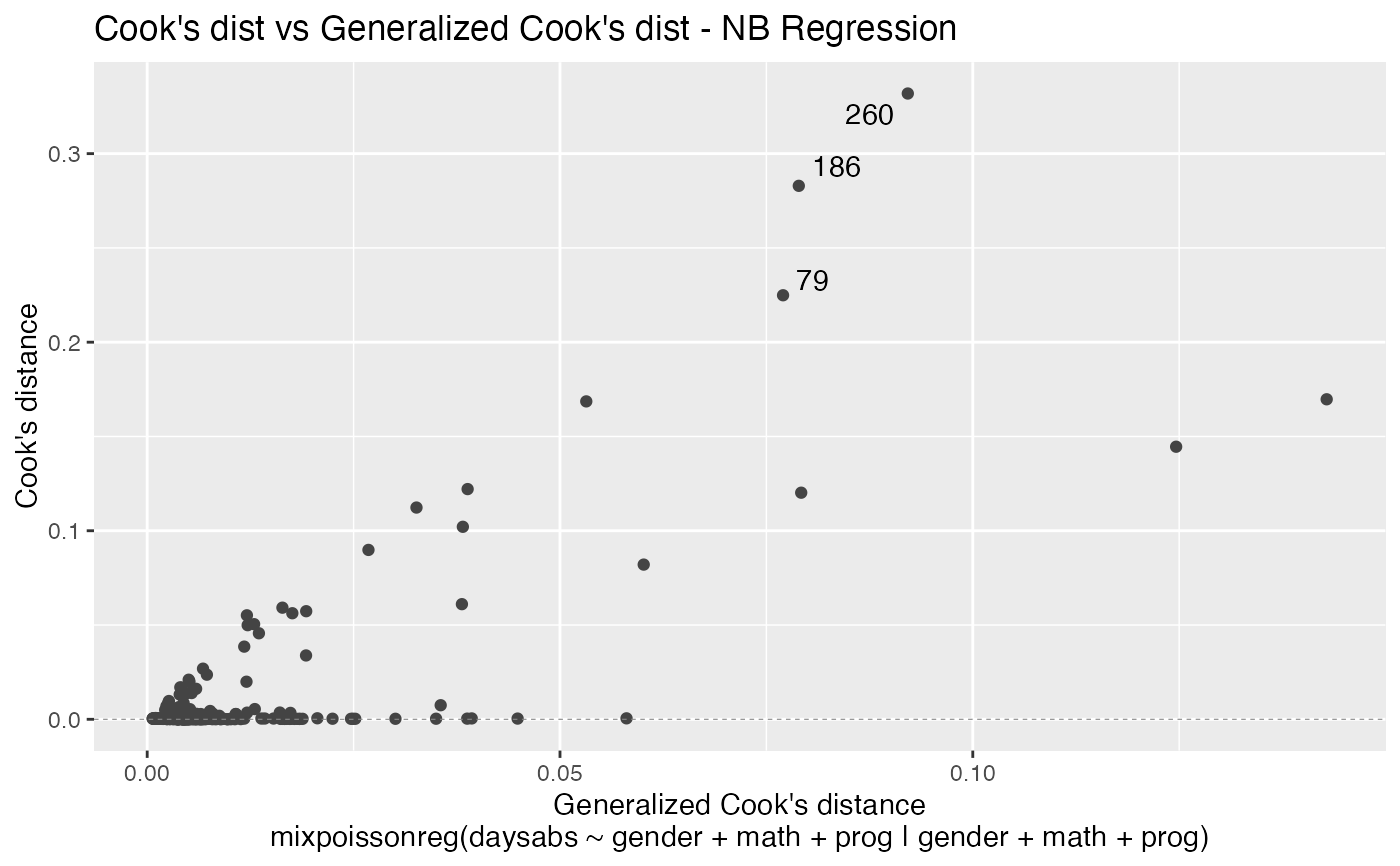 Cook's dist vs Generalized Cook's dist - NB Regression
260
0.3
186
79
0.2
Cook's distance
0.1
0.0
0.00 0.05 0.10
Generalized Cook's distance
mixpoissonreg(daysabs ~ gender + math + prog | gender + math + prog)